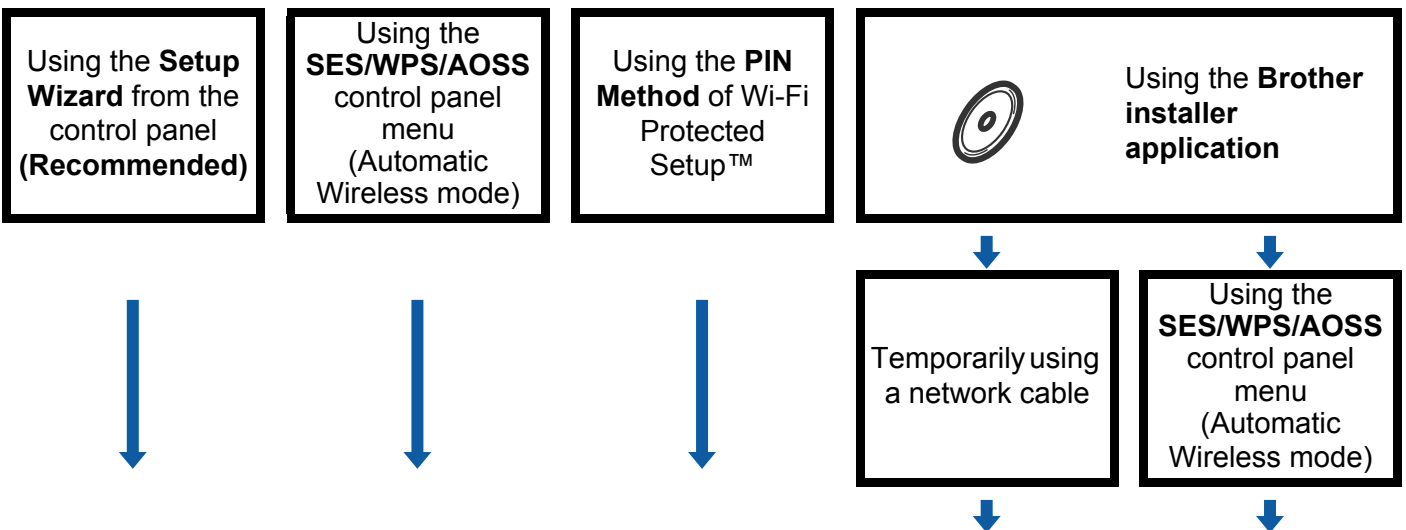 Using the Setup
Wizard from the
control panel
(Recommended)
Using the
SES/WPS/AOSS
control panel
menu
(Automatic
Wireless mode)
Using the PIN
Method of Wi-Fi
Protected
Setup™
Using the Brother
installer
application
Temporarily using
a network cable
Using the
SES/WPS/AOSS
control panel
menu
(Automatic
Wireless mode)